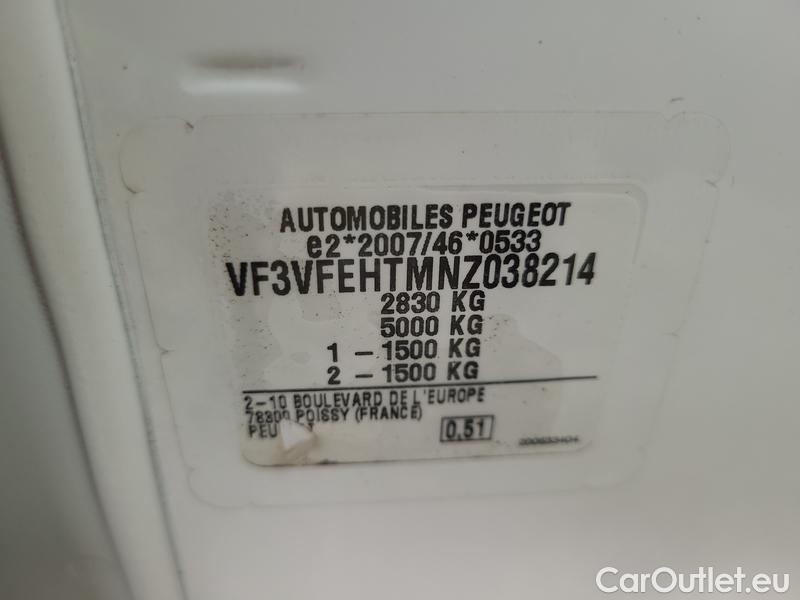 AUTOMOBILES PEUGEOT
e2*2007/46*0533
VF3VFEHTMNZ038214
2830 KG
5000 KG
1 - 1500 KG
2 - 1500 KG
2-10 BOULEVARD DE L'EUROPE
78300 POISSY (FRANCE)
0.51
CarOutlet.eu